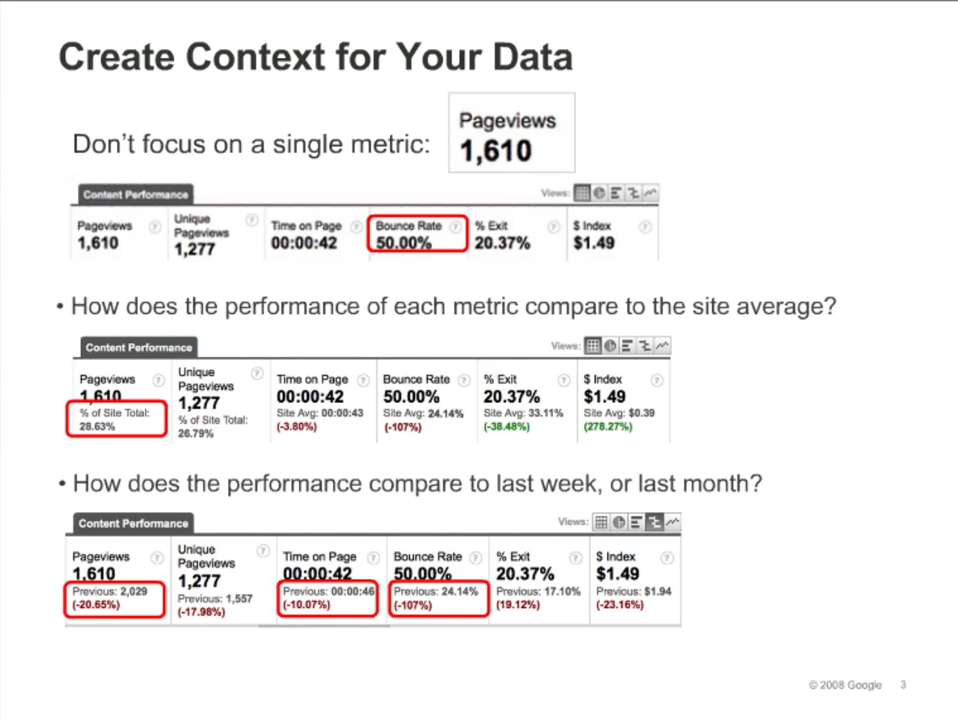 Create Context for Your Data
Don't focus on a single metric:
Pageviews
1,610
Content Performance
Views:
Pageviews ?
1,610
Unique Pageviews ?
1,277
Time on Page ?
00:00:42
Bounce Rate ?
50.00%
% Exit ?
20.37%
$ Index ?
$1.49
• How does the performance of each metric compare to the site average?
Content Performance
Views:
Pageviews ?
1,610
% of Site Total:
28.63%
Unique Pageviews ?
1,277
% of Site Total:
26.79%
Time on Page ?
00:00:42
Site Avg: 00:00:43
(-3.80%)
Bounce Rate ?
50.00%
Site Avg: 24.14%
(-107%)
% Exit ?
20.37%
Site Avg: 33.11%
(-38.48%)
$ Index ?
$1.49
Site Avg: $0.39
(278.27%)
• How does the performance compare to last week, or last month?
Content Performance
Views:
Pageviews ?
1,610
Previous: 2,029
(-20.65%)
Unique Pageviews ?
1,277
Previous: 1,557
(-17.98%)
Time on Page ?
00:00:42
Previous: 00:00:46
(-10.07%)
Bounce Rate ?
50.00%
Previous: 24.14%
(-107%)
% Exit ?
20.37%
Previous: 17.10%
(19.12%)
$ Index ?
$1.49
Previous: $1.94
(-23.16%)
© 2008 Google 3